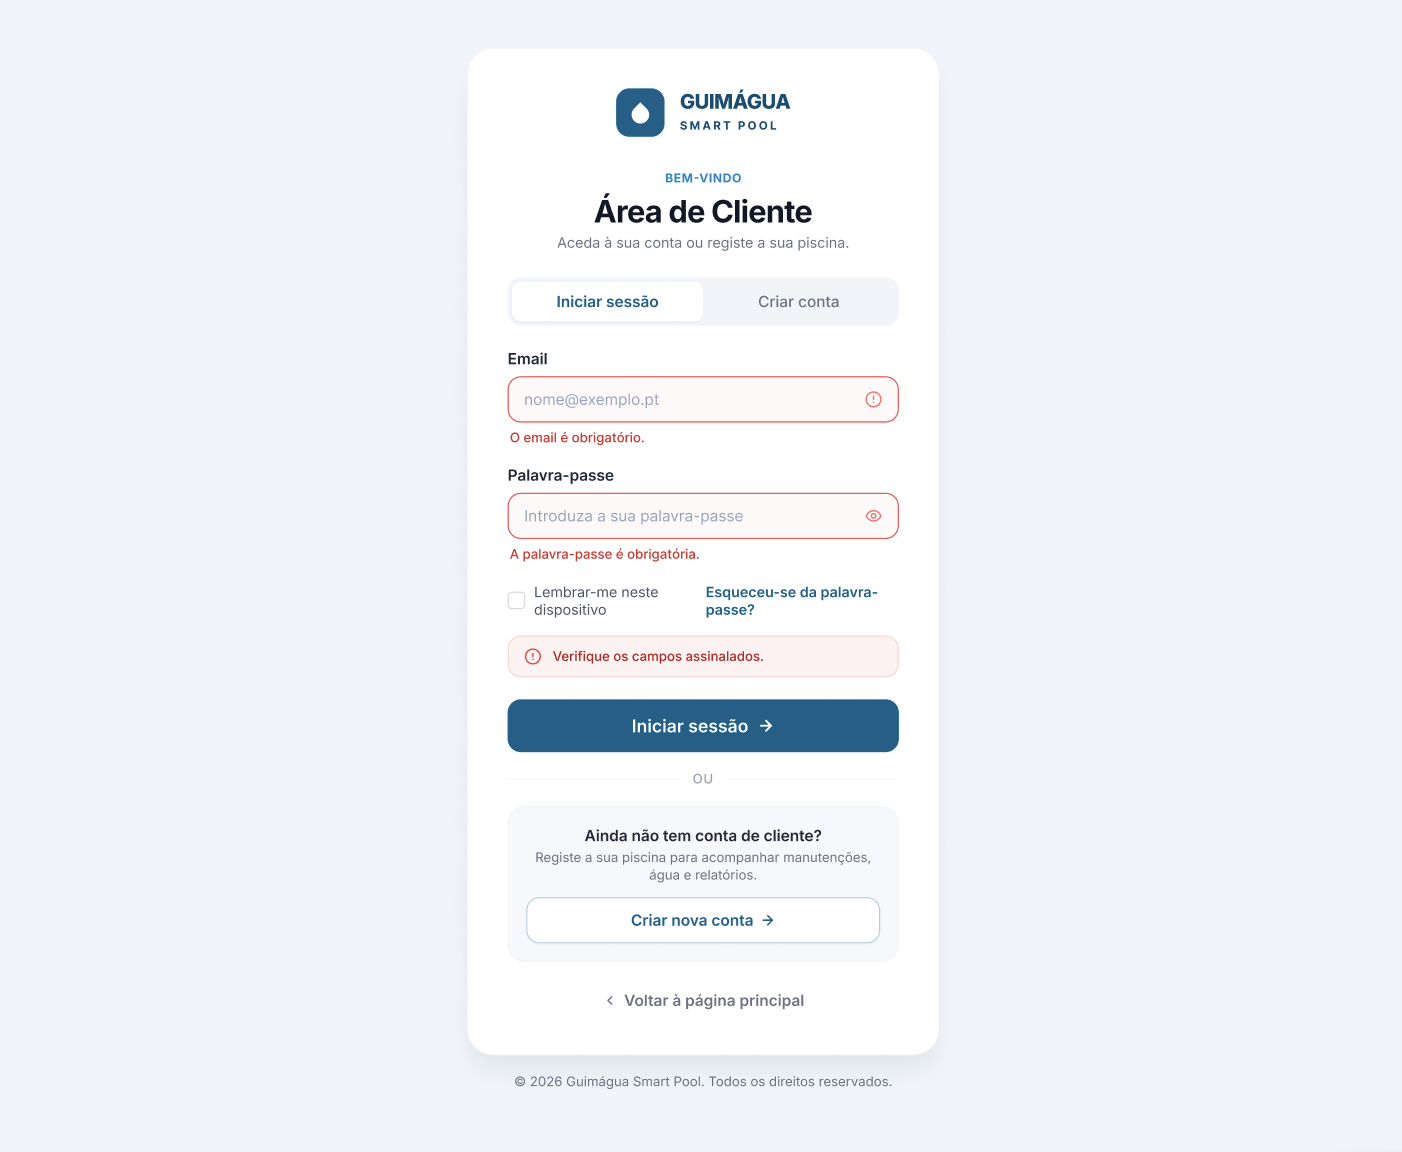 GUIMÁGUA
SMART POOL
BEM-VINDO
Área de Cliente
Aceda à sua conta ou registe a sua piscina.
Iniciar sessão
Criar conta
Email
nome@exemplo.pt
O email é obrigatório.
Palavra-passe
Introduza a sua palavra-passe
A palavra-passe é obrigatória.
Lembrar-me neste
dispositivo
Esqueceu-se da palavra-
passe?
Verifique os campos assinalados.
Iniciar sessão →
OU
Ainda não tem conta de cliente?
Registe a sua piscina para acompanhar manutenções,
água e relatórios.
Criar nova conta →
Voltar à página principal
© 2026 Guimágua Smart Pool. Todos os direitos reservados.